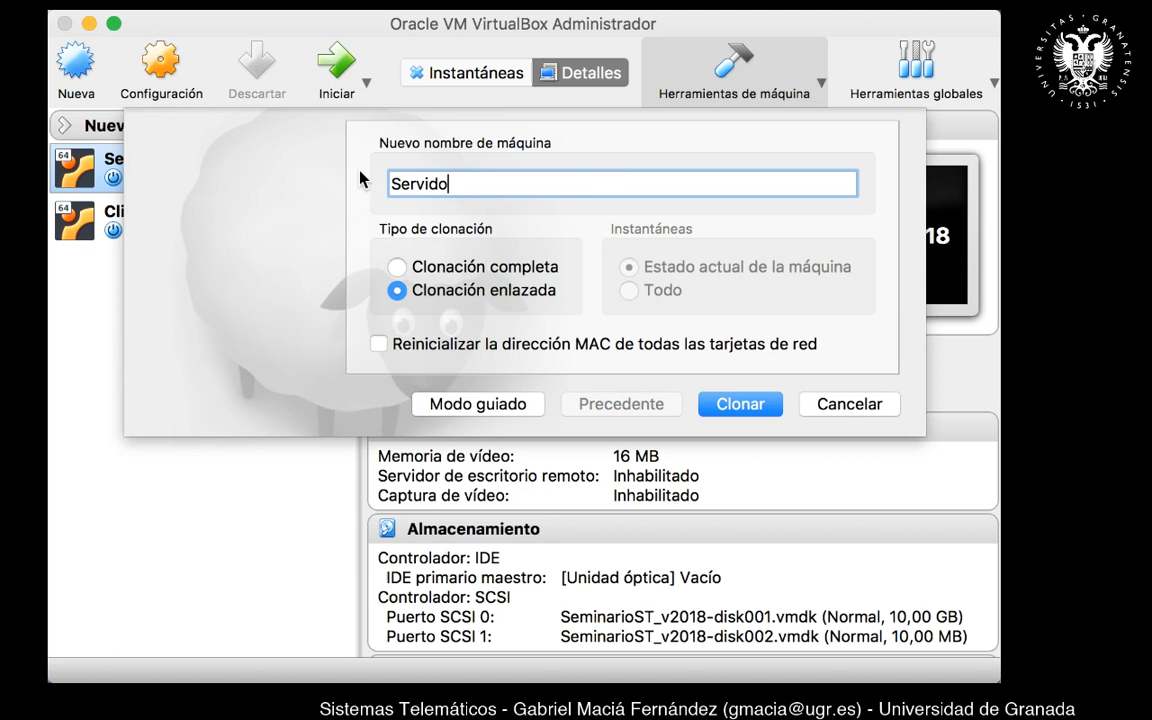 Oracle VM VirtualBox Administrador
Nueva
Configuración
Descartar
Iniciar
Instantáneas
Detalles
Herramientas de máquina
Herramientas globales
UNIVERSITAS GRANATENSIS
1531
Nuev
64
Se
64
Cli
18
Nuevo nombre de máquina
Servido
Tipo de clonación
Clonación completa
Clonación enlazada
Instantáneas
Estado actual de la máquina
Todo
Reinicializar la dirección MAC de todas las tarjetas de red
Modo guiado
Precedente
Clonar
Cancelar
Memoria de vídeo: 16 MB
Servidor de escritorio remoto: Inhabilitado
Captura de vídeo: Inhabilitado
Almacenamiento
Controlador: IDE
IDE primario maestro: [Unidad óptica] Vacío
Controlador: SCSI
Puerto SCSI 0: SeminarioST_v2018-disk001.vmdk (Normal, 10,00 GB)
Puerto SCSI 1: SeminarioST_v2018-disk002.vmdk (Normal, 10,00 MB)
Sistemas Telemáticos - Gabriel Maciá Fernández (gmacia@ugr.es) - Universidad de Granada